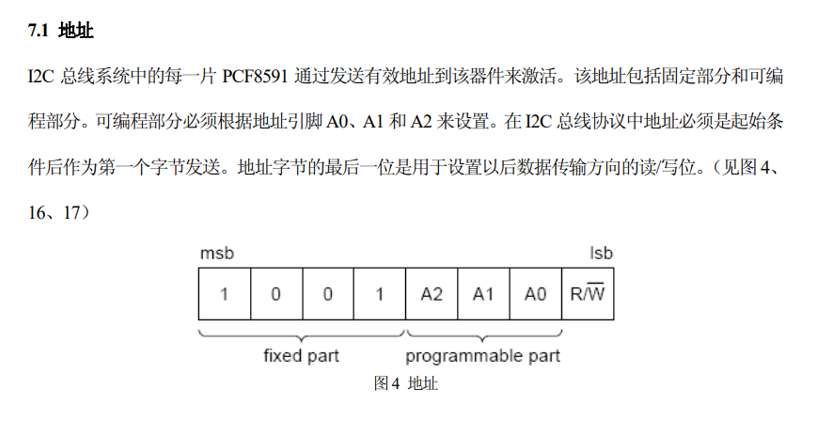 7.1 地址
I2C 总线系统中的每一片 PCF8591 通过发送有效地址到该器件来激活。该地址包括固定部分和可编
程部分。可编程部分必须根据地址引脚 A0、A1 和 A2 来设置。在 I2C 总线协议中地址必须是起始条
件后作为第一个字节发送。地址字节的最后一位是用于设置以后数据传输方向的读/写位。（见图 4、
16、17）
msb lsb
1 0 0 1 A2 A1 A0 R/W̅
fixed part programmable part
图 4 地址